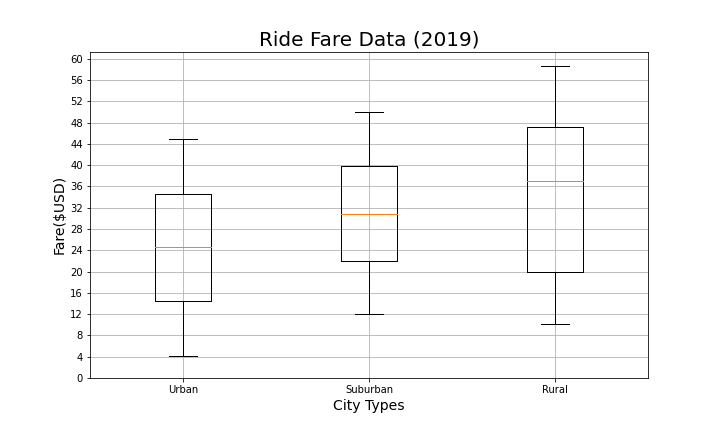 Ride Fare Data (2019)
Fare($USD)
60
56
52
48
44
40
36
32
28
24
20
16
12
8
4
0
Urban
Suburban
Rural
City Types